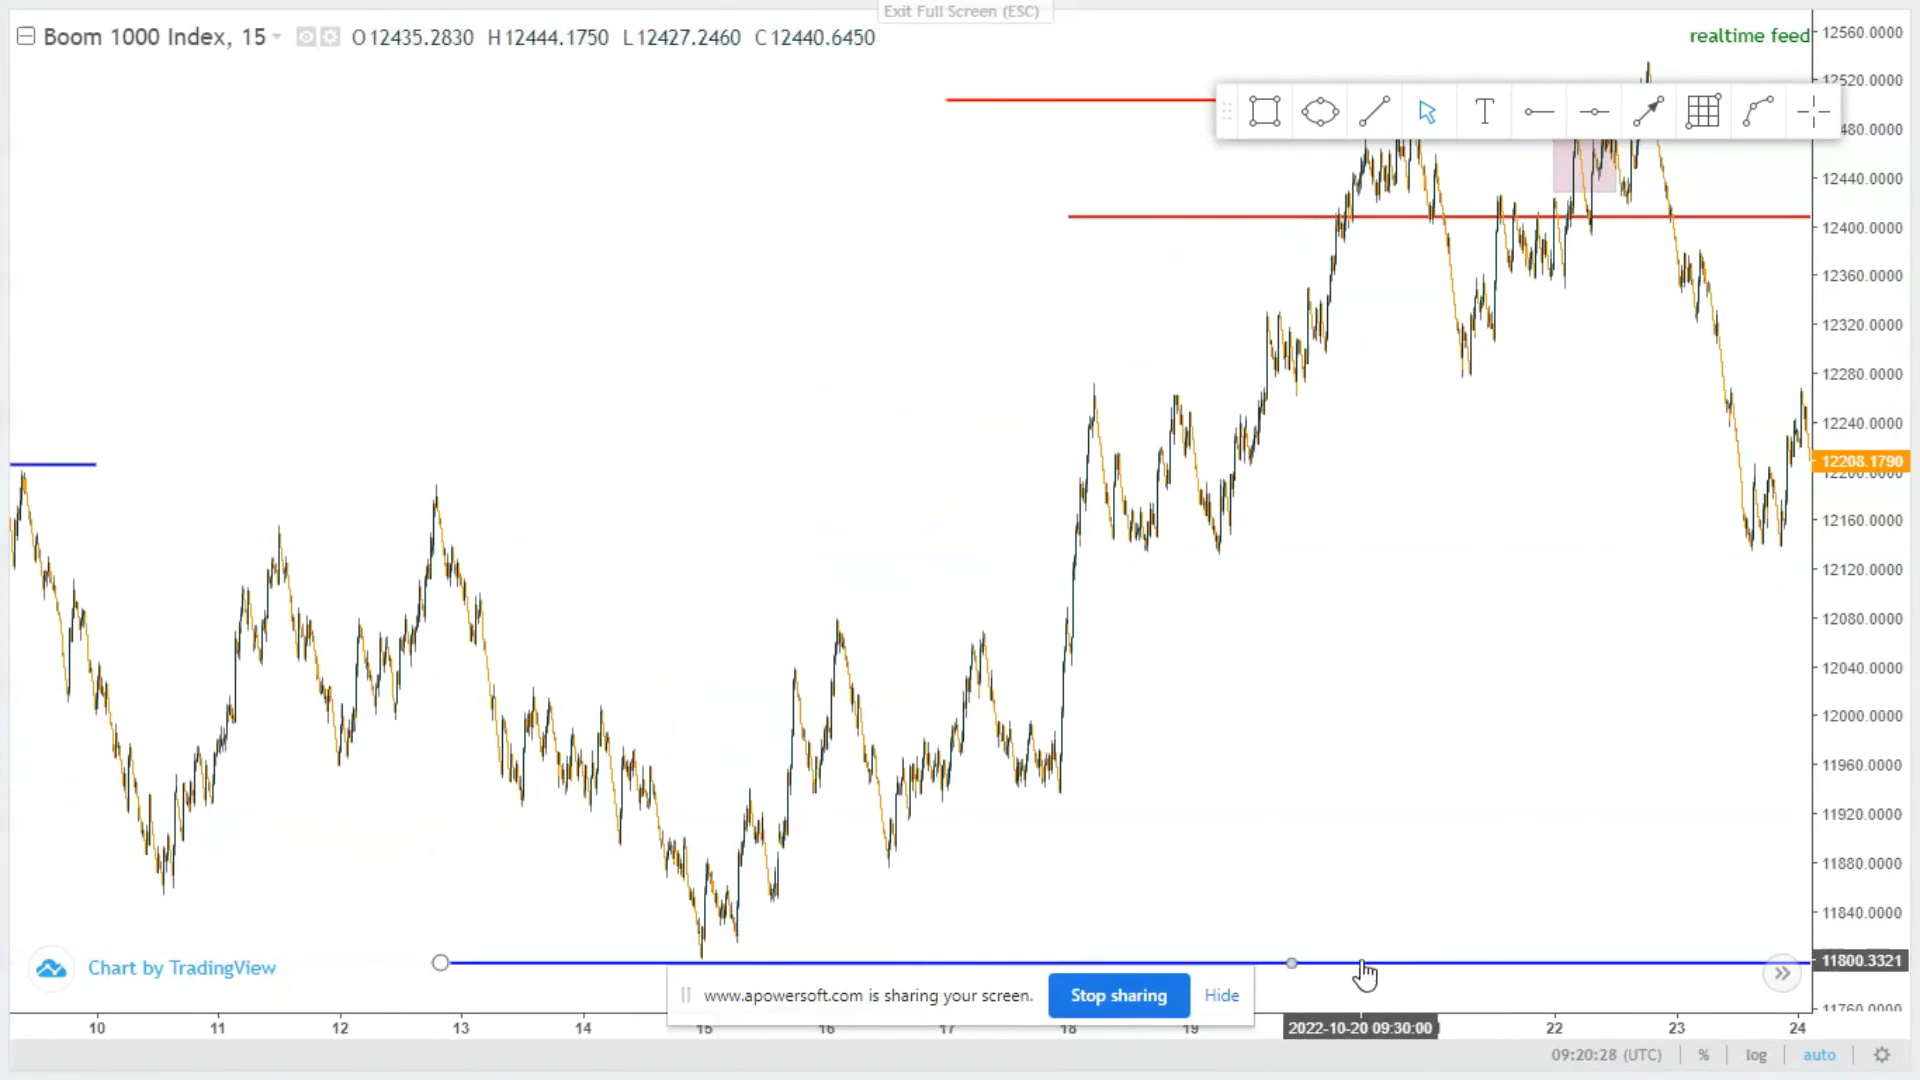 Exit Full Screen (ESC)
Boom 1000 Index, 15
O 12435.2830 H 12444.1750 L 12427.2460 C 12440.6450
realtime feed
12560.0000
12520.0000
12480.0000
12440.0000
12400.0000
12360.0000
12320.0000
12280.0000
12240.0000
12208.1790
12200.0000
12160.0000
12120.0000
12080.0000
12040.0000
12000.0000
11960.0000
11920.0000
11880.0000
11840.0000
11800.3321
11760.0000
Chart by TradingView
www.apowersoft.com is sharing your screen.
Stop sharing
Hide
10 11 12 13 14 15 16 17 18 19 2022-10-20 09:30:00 22 23 24
09:20:28 (UTC) % log auto